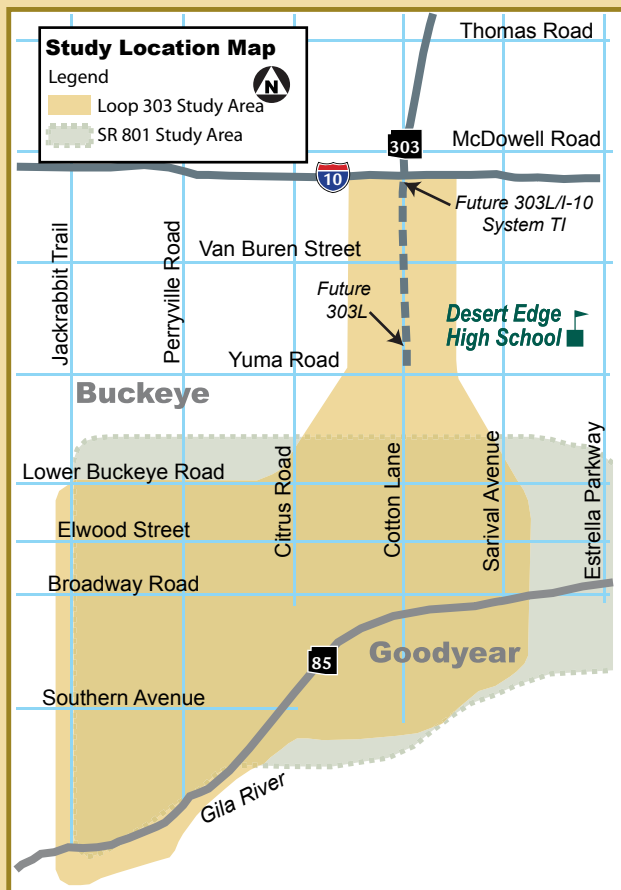 Study Location Map
Legend
N
Loop 303 Study Area
SR 801 Study Area
Thomas Road
McDowell Road
303
10
Future 303L/I-10
System TI
Van Buren Street
Jackrabbit Trail
Perryville Road
Future
303L
Desert Edge
High School
Yuma Road
Buckeye
Lower Buckeye Road
Citrus Road
Cotton Lane
Sarival Avenue
Estrella Parkway
Elwood Street
Broadway Road
85
Goodyear
Southern Avenue
Gila River